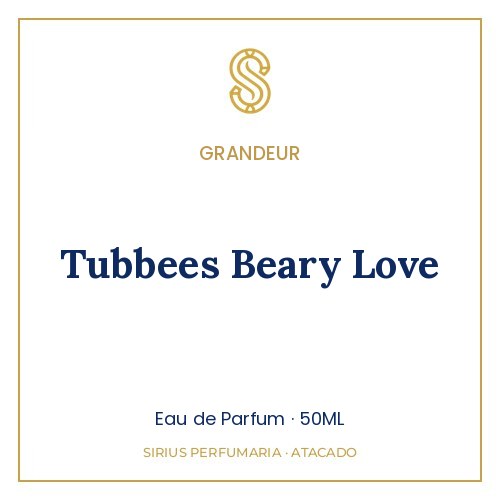 GRANDEUR
Tubbees Beary Love
Eau de Parfum · 50ML
SIRIUS PERFUMARIA · ATACADO